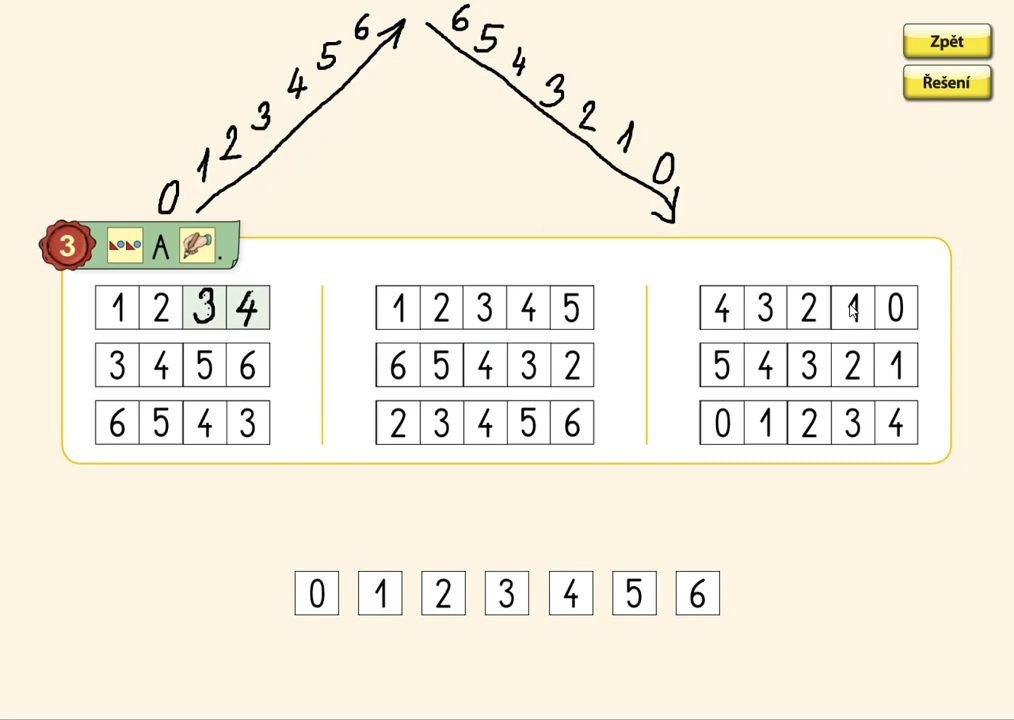 0 1 2 3 4 5 6
6 5 4 3 2 1 0
Zpět
Řešení
3 A .
1 2 3 4
3 4 5 6
6 5 4 3
1 2 3 4 5
6 5 4 3 2
2 3 4 5 6
4 3 2 1 0
5 4 3 2 1
0 1 2 3 4
0 1 2 3 4 5 6